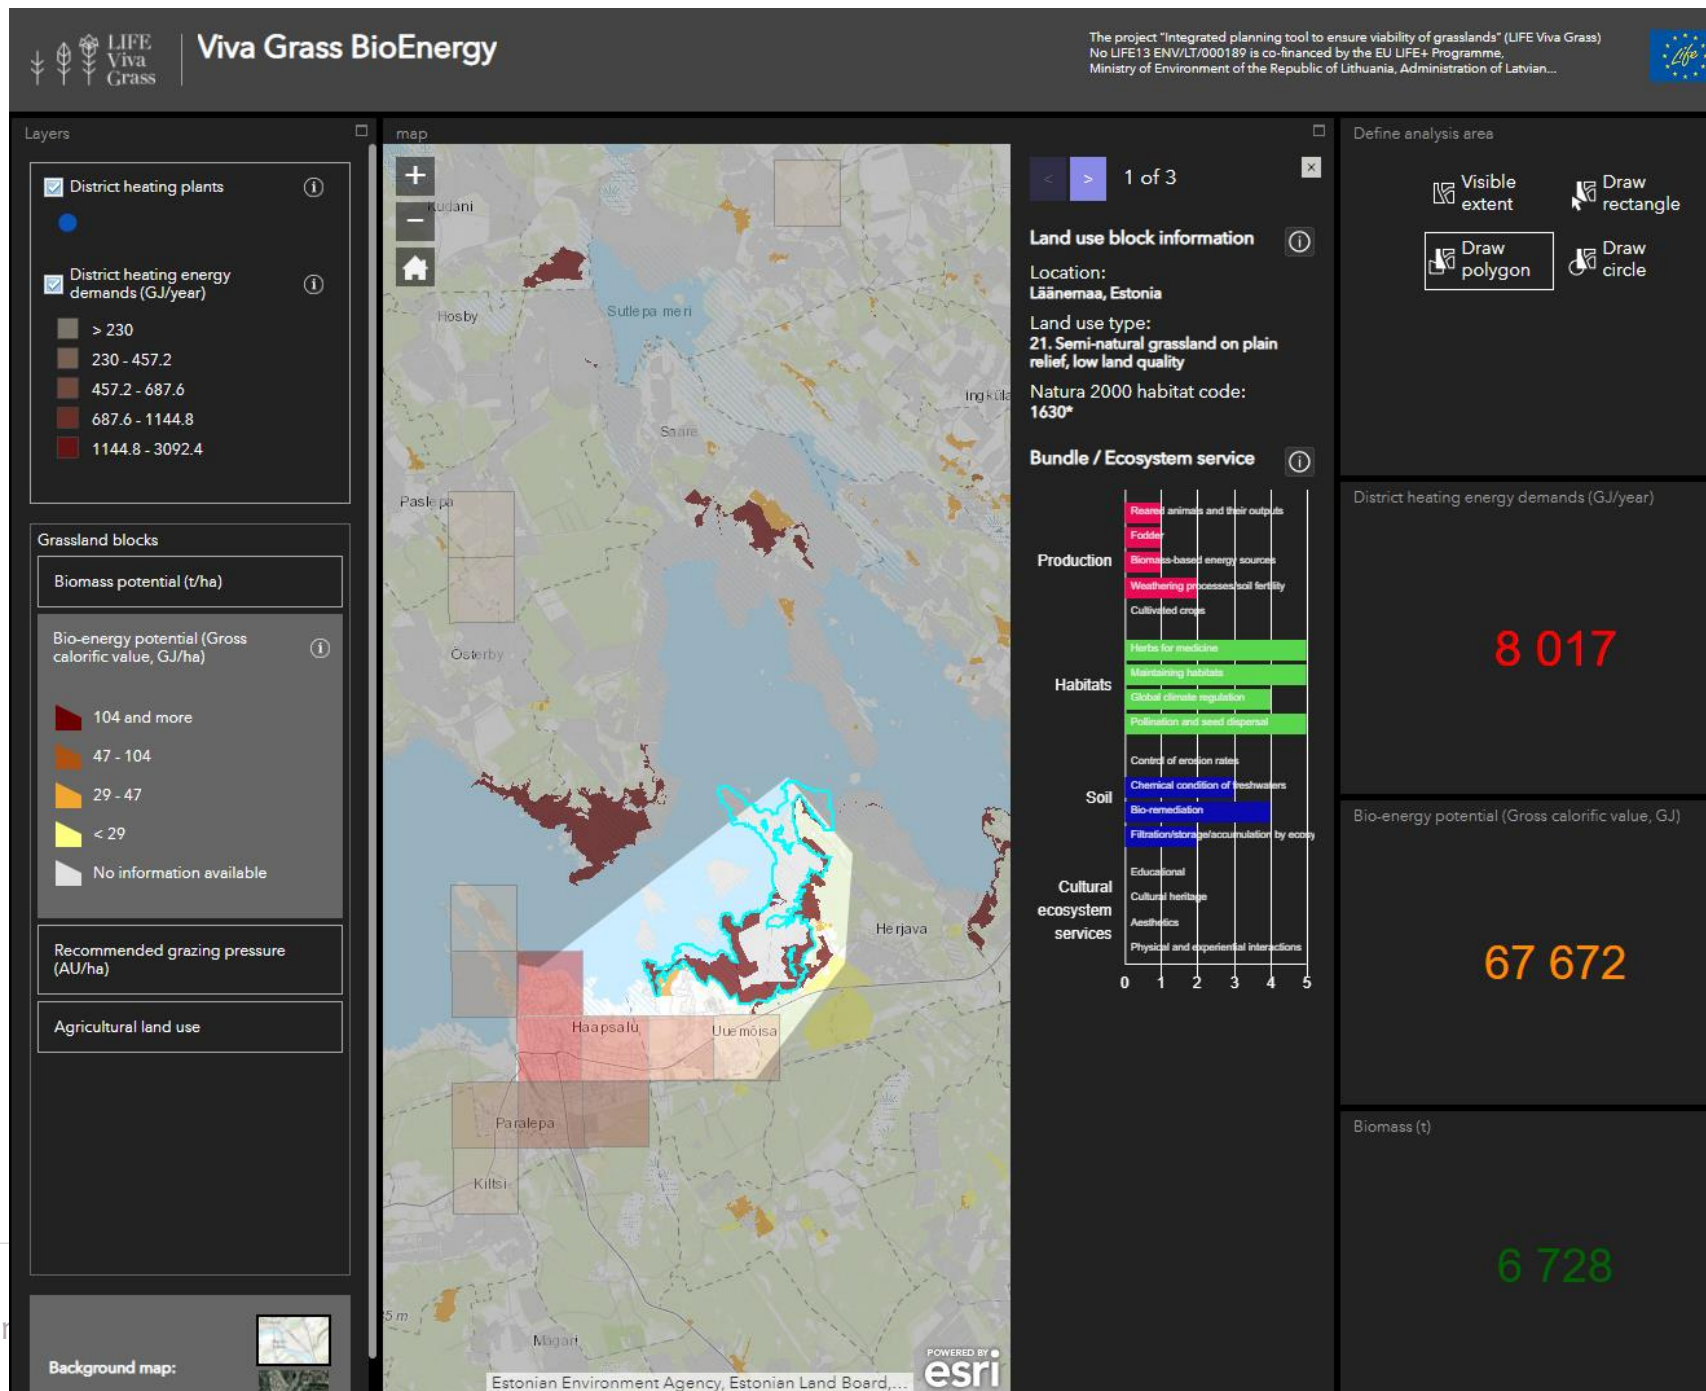 LIFE
Viva
Grass
Viva Grass BioEnergy
The project "Integrated planning tool to ensure viability of grasslands" (LIFE Viva Grass)
No LIFE13 ENV/LT/000189 is co-financed by the EU LIFE+ Programme,
Ministry of Environment of the Republic of Lithuania, Administration of Latvian...
Life
Layers
District heating plants
District heating energy
demands (GJ/year)
> 230
230 - 457.2
457.2 - 687.6
687.6 - 1144.8
1144.8 - 3092.4
Grassland blocks
Biomass potential (t/ha)
Bio-energy potential (Gross
calorific value, GJ/ha)
104 and more
47 - 104
29 - 47
< 29
No information available
Recommended grazing pressure
(AU/ha)
Agricultural land use
Background map:
map
+
−
Kudani
Hosby
Sutlepa meri
Saare
Paslepa
Österby
Herjava
Haapsalu
Uuemõisa
Paralepa
Kiltsi
Mägari
Estonian Environment Agency, Estonian Land Board,...
POWERED BY
esri
< > 1 of 3
Land use block information
Location:
Läänemaa, Estonia
Land use type:
21. Semi-natural grassland on plain
relief, low land quality
Natura 2000 habitat code:
1630*
Bundle / Ecosystem service
Production
Reared animals and their outputs
Fodder
Biomass-based energy sources
Weathering processes/soil fertility
Cultivated crops
Habitats
Herbs for medicine
Maintaining habitats
Global climate regulation
Pollination and seed dispersal
Soil
Control of erosion rates
Chemical condition of freshwaters
Bio-remediation
Filtration/storage/accumulation by ecosy
Cultural
ecosystem
services
Educational
Cultural heritage
Aesthetics
Physical and experiential interactions
0 1 2 3 4 5
Define analysis area
Visible
extent
Draw
rectangle
Draw
polygon
Draw
circle
District heating energy demands (GJ/year)
8 017
Bio-energy potential (Gross calorific value, GJ)
67 672
Biomass (t)
6 728